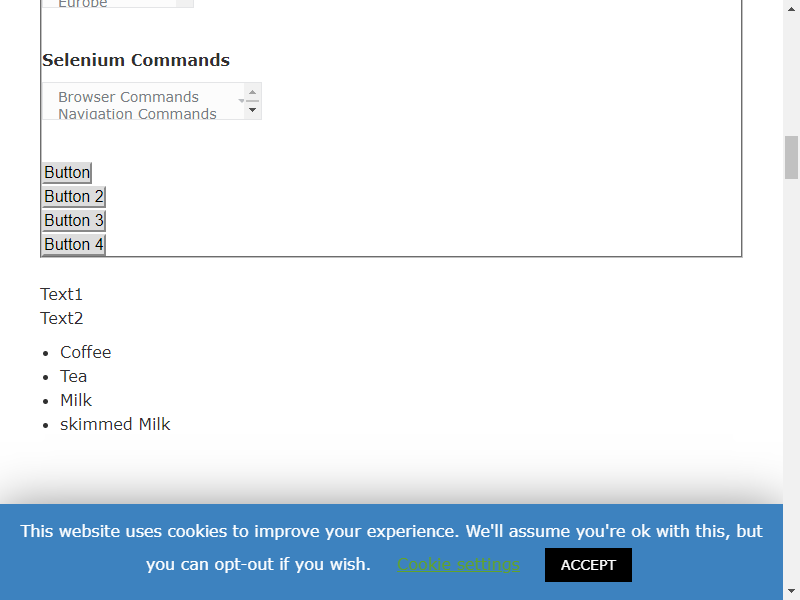 Europe
Selenium Commands
Browser Commands
Navigation Commands
Button
Button 2
Button 3
Button 4
Text1
Text2
Coffee
Tea
Milk
skimmed Milk
This website uses cookies to improve your experience. We'll assume you're ok with this, but
you can opt-out if you wish. Cookie settings ACCEPT